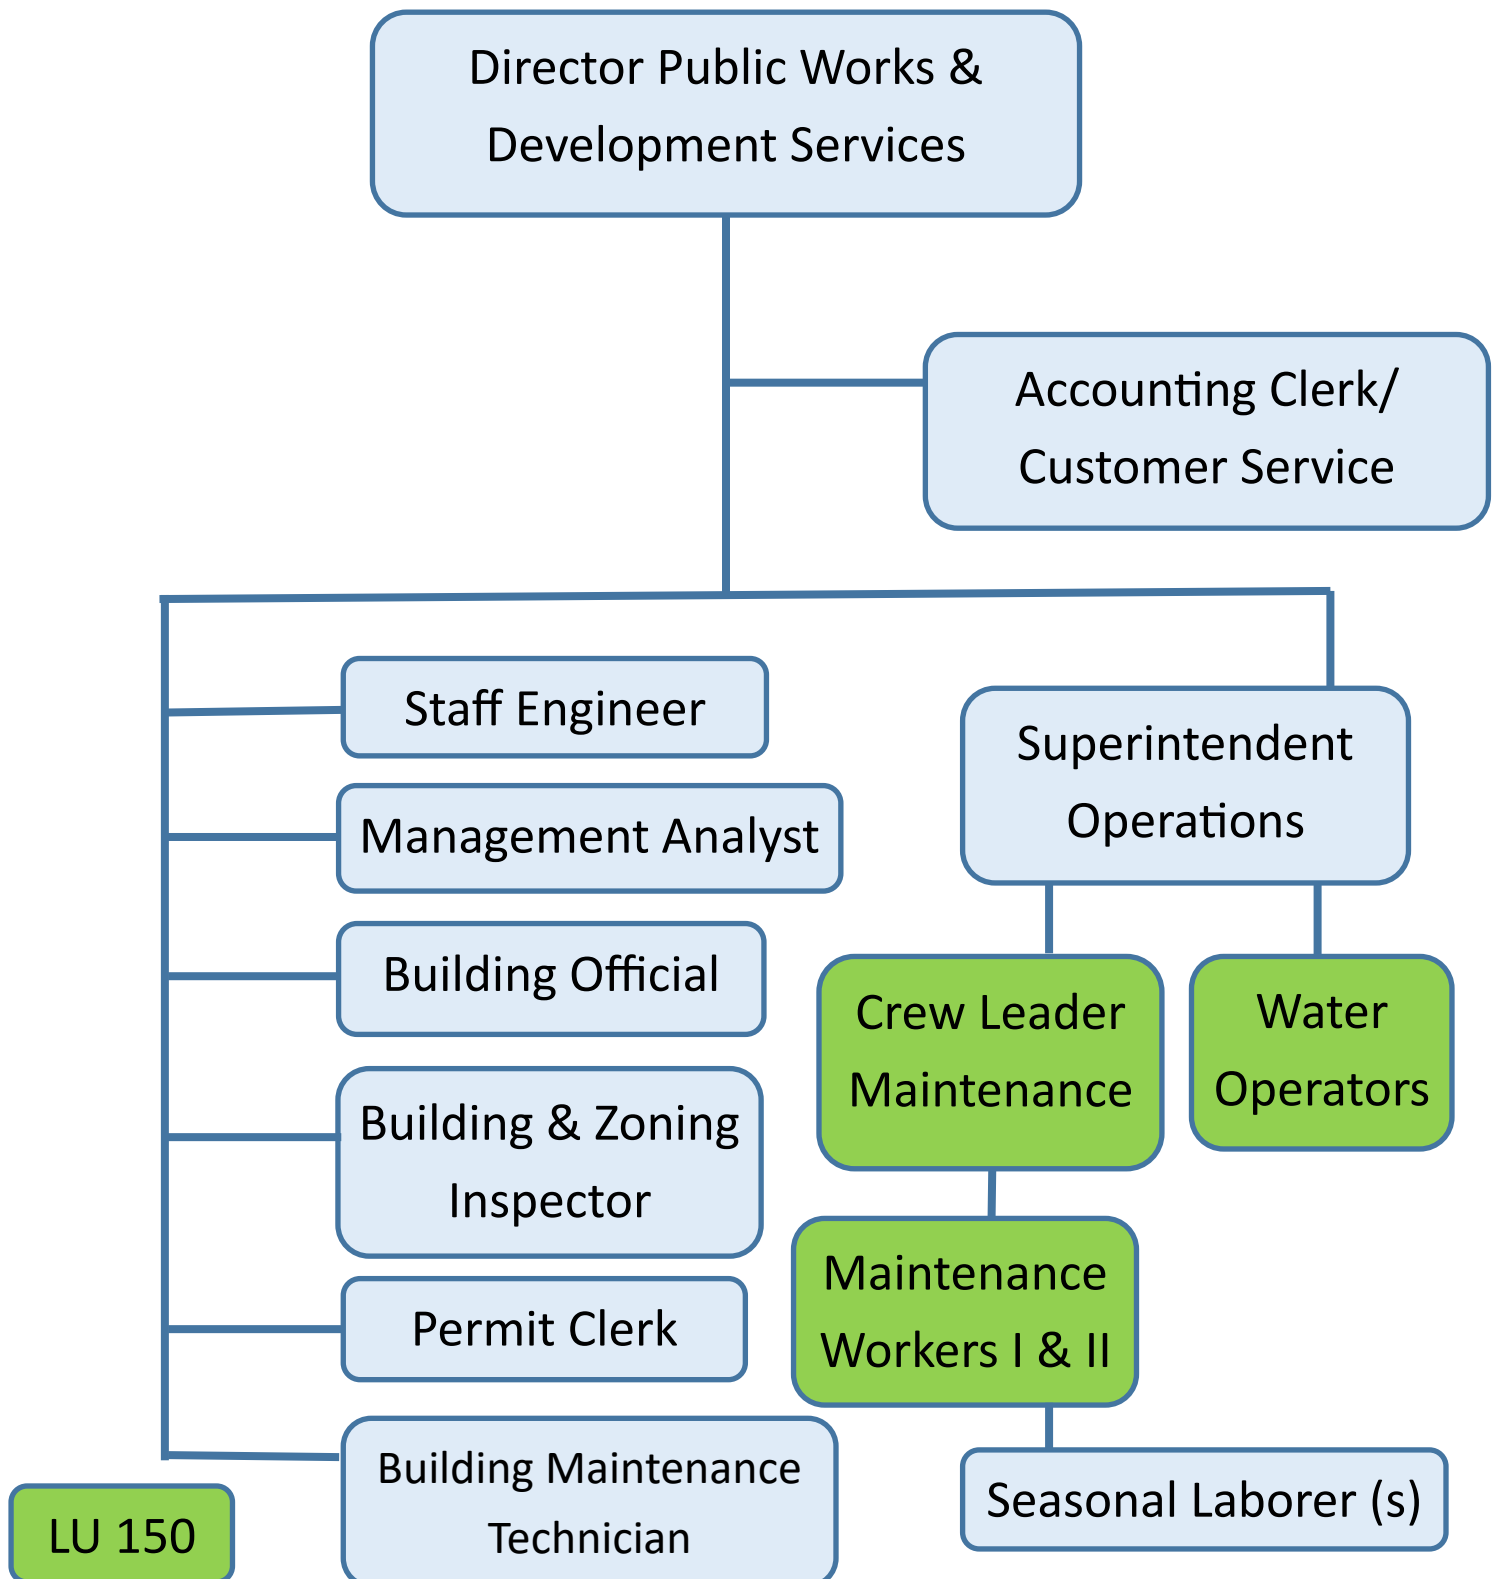 Director Public Works &
Development Services
Accounting Clerk/
Customer Service
Staff Engineer
Management Analyst
Building Official
Building & Zoning
Inspector
Permit Clerk
Building Maintenance
Technician
Superintendent
Operations
Crew Leader
Maintenance
Water
Operators
Maintenance
Workers I & II
Seasonal Laborer (s)
LU 150